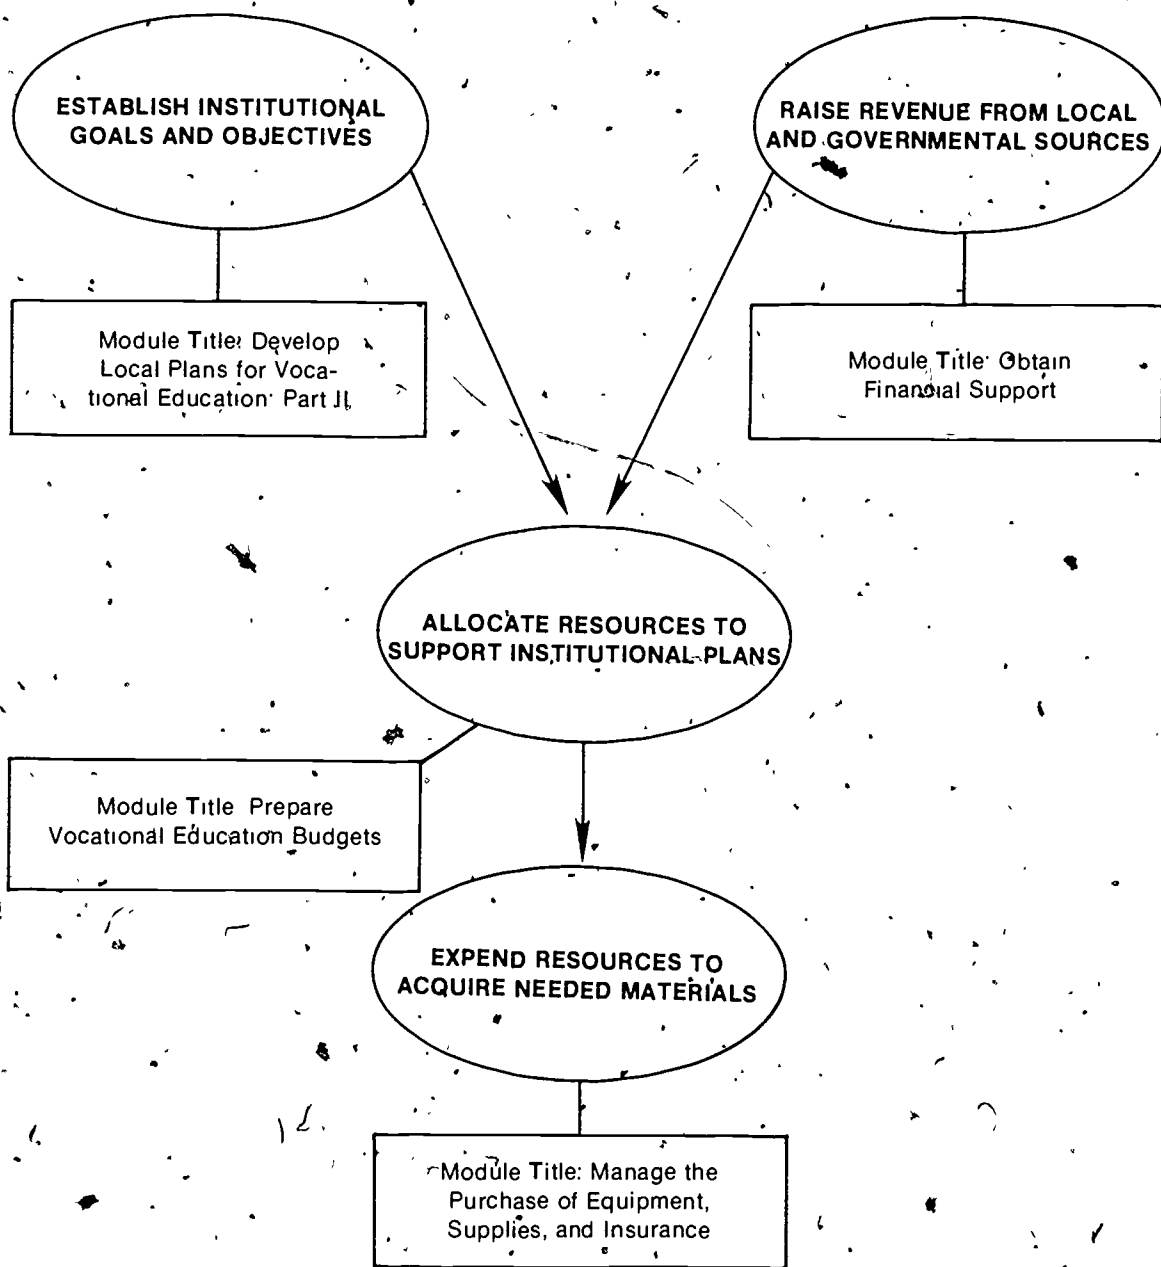 ESTABLISH INSTITUTIONAL
GOALS AND OBJECTIVES
RAISE REVENUE FROM LOCAL
AND GOVERNMENTAL SOURCES
Module Title: Develop
Local Plans for Voca-
tional Education: Part II
Module Title: Obtain
Financial Support
ALLOCATE RESOURCES TO
SUPPORT INSTITUTIONAL PLANS
Module Title Prepare
Vocational Education Budgets
EXPEND RESOURCES TO
ACQUIRE NEEDED MATERIALS
Module Title: Manage the
Purchase of Equipment,
Supplies, and Insurance